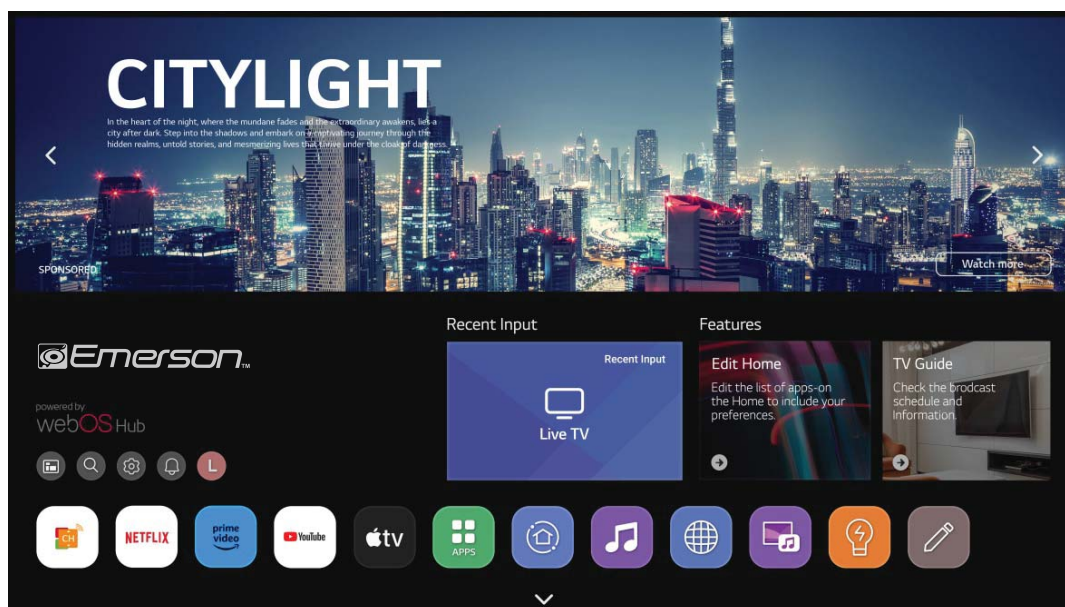 CITYLIGHT
In the heart of the night, where the mundane fades and the extraordinary awakens, lies a
city after dark. Step into the shadows and embark on a captivating journey through the
hidden realms, untold stories, and mesmerizing lives that thrive under the cloak of darkness.
SPONSORED
Watch more
Emerson™
powered by
webOS Hub
L
Recent Input
Recent Input
Live TV
Features
Edit Home
Edit the list of apps-on
the Home to include your
preferences.
TV Guide
Check the brodcast
schedule and
Information.
CH
NETFLIX
prime
video
YouTube
tv
APPS